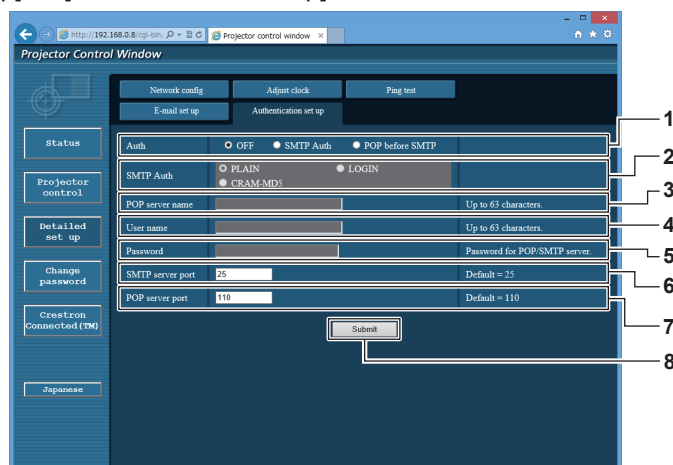 http://192.168.0.8/cgi-bin,
Projector control window
Projector Control Window
Network config
Adjust clock
Ping test
E-mail set up
Authentication set up
1
Status
Auth
OFF
SMTP Auth
POP before SMTP
2
SMTP Auth
PLAIN
LOGIN
CRAM-MD5
Projector
control
3
POP server name
Up to 63 characters.
Detailed
set up
4
User name
Up to 63 characters.
5
Password
Password for POP/SMTP server.
Change
password
6
SMTP server port
25
Default = 25
POP server port
110
Default = 110
Crestron
Connected(TM)
7
Submit
8
Japanese